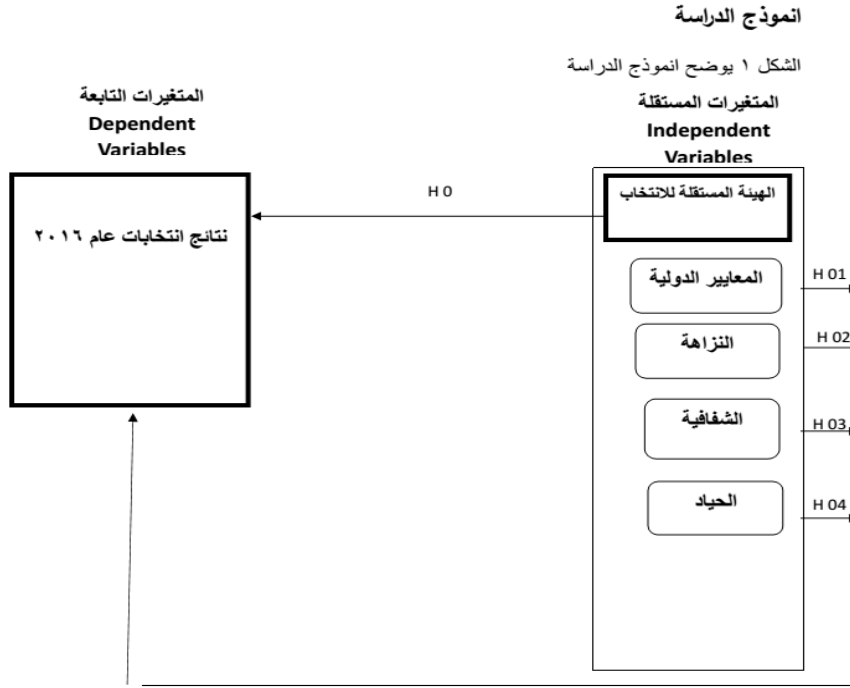 انموذج الدراسة
الشكل ١ يوضح انموذج الدراسة
المتغيرات المستقلة
Independent
Variables
المتغيرات التابعة
Dependent
Variables
الهيئة المستقلة للانتخاب
H 0
نتائج انتخابات عام ٢٠١٦
المعايير الدولية
H 01
النزاهة
H 02
الشفافية
H 03
الحياد
H 04